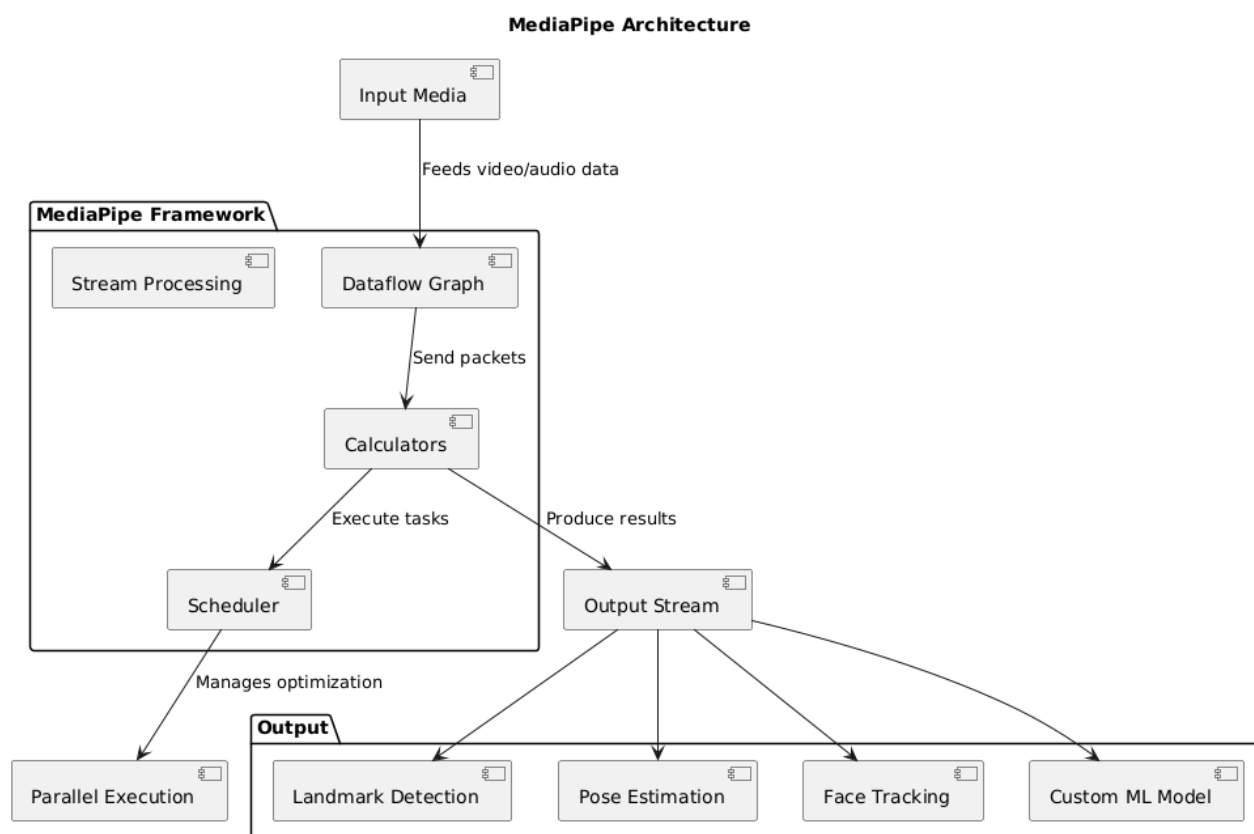 MediaPipe Architecture
Input Media
Feeds video/audio data
MediaPipe Framework
Stream Processing
Dataflow Graph
Send packets
Calculators
Execute tasks
Produce results
Scheduler
Output Stream
Manages optimization
Output
Parallel Execution
Landmark Detection
Pose Estimation
Face Tracking
Custom ML Model